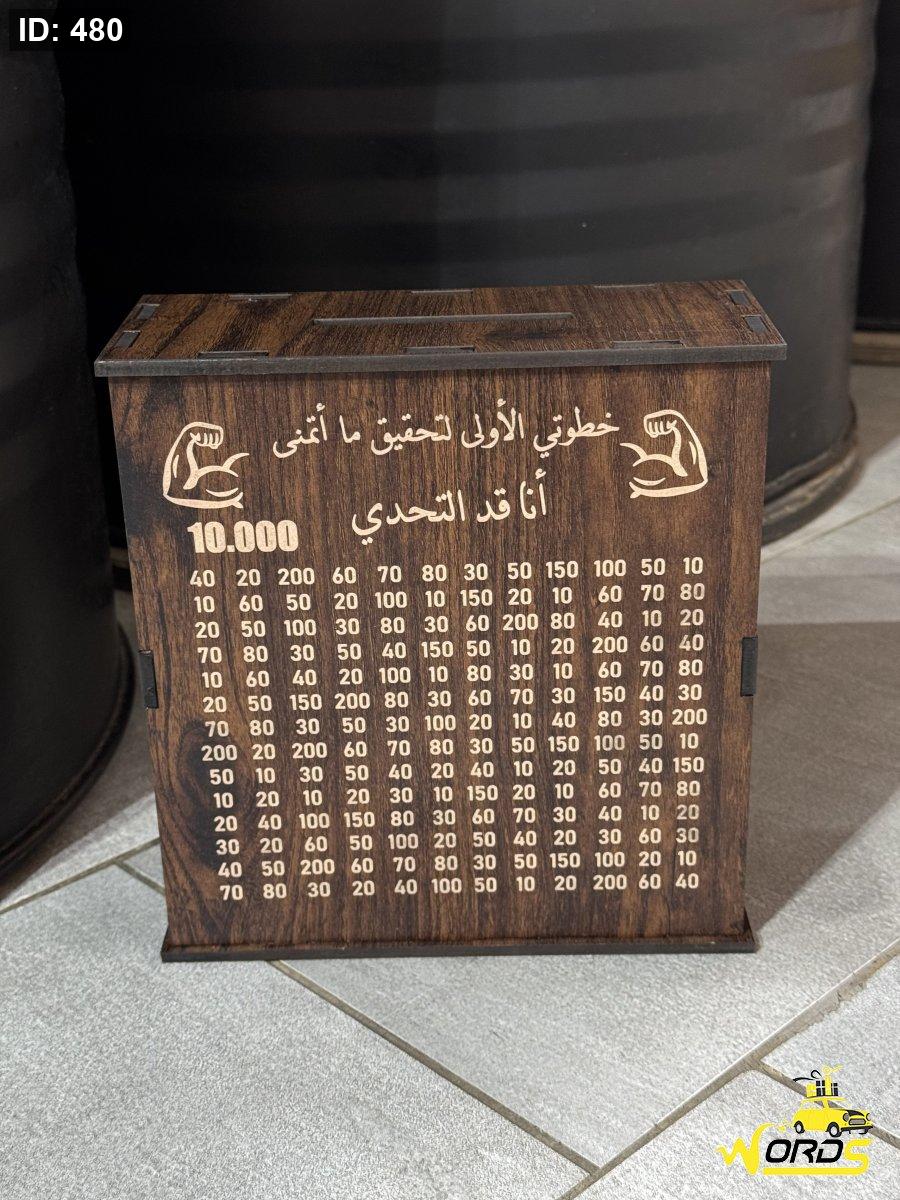 ID: 480
خطوتي الأولى لتحقيق ما أتمنى
أنا قد التحدي
10.000
40 20 200 60 70 80 30 50 150 100 50 10
10 60 50 20 100 10 150 20 10 60 70 80
20 50 100 30 80 30 60 200 80 40 10 20
70 80 30 50 40 150 50 10 20 200 60 40
10 60 40 20 100 10 80 30 10 60 70 80
20 50 150 200 80 30 60 70 30 150 40 30
70 80 30 50 30 100 20 10 40 80 30 200
200 20 200 60 70 80 30 50 150 100 50 10
50 10 30 50 40 20 40 10 20 50 40 150
10 20 10 20 30 10 150 20 10 60 70 80
20 40 100 150 80 30 60 70 30 40 10 20
30 20 60 50 100 20 50 40 20 30 60 30
40 50 200 60 70 80 30 50 150 100 20 10
70 80 30 20 40 100 50 10 20 200 60 40
WORDS